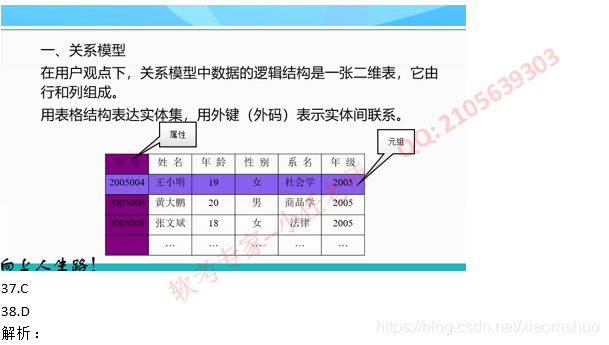 一、关系模型
在用户观点下，关系模型中数据的逻辑结构是一张二维表，它由
行和列组成。
用表格结构表达实体集，用外键（外码）表示实体间联系。
属性
元组
学 号 姓 名 年 龄 性 别 系 名 年 级
2005004 王小明 19 女 社会学 2005
2005006 黄大鹏 20 男 商品学 2005
2005008 张文斌 18 女 法律 2005
… … … … … …
向上人生路！
37.C
38.D
解析：
软考专家--小任老师 QQ: 2105639303
https://blog.csdn.net/xiaomshuo